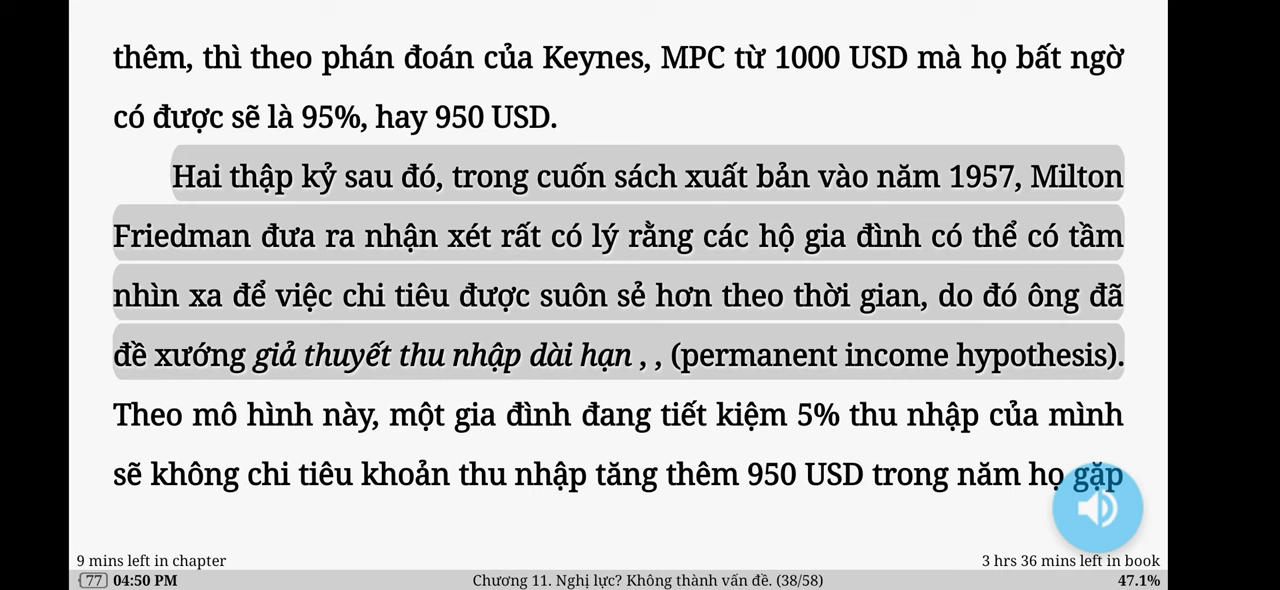 thêm, thì theo phán đoán của Keynes, MPC từ 1000 USD mà họ bất ngờ
có được sẽ là 95%, hay 950 USD.
Hai thập kỷ sau đó, trong cuốn sách xuất bản vào năm 1957, Milton
Friedman đưa ra nhận xét rất có lý rằng các hộ gia đình có thể có tầm
nhìn xa để việc chi tiêu được suôn sẻ hơn theo thời gian, do đó ông đã
đề xướng giả thuyết thu nhập dài hạn , , (permanent income hypothesis).
Theo mô hình này, một gia đình đang tiết kiệm 5% thu nhập của mình
sẽ không chi tiêu khoản thu nhập tăng thêm 950 USD trong năm họ gặp
9 mins left in chapter 3 hrs 36 mins left in book
77 04:50 PM Chương 11. Nghị lực? Không thành vấn đề. (38/58) 47.1%